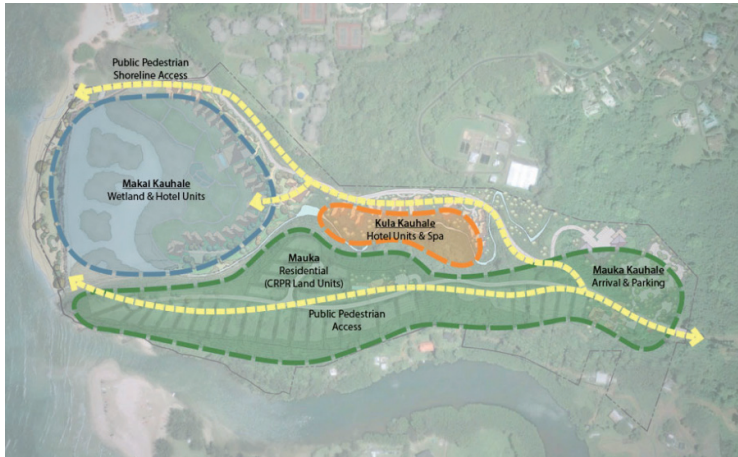 Public Pedestrian
Shoreline Access
Makai Kauhale
Wetland & Hotel Units
Kula Kauhale
Hotel Units & Spa
Mauka
Residential
(CRPR Land Units)
Mauka Kauhale
Arrival & Parking
Public Pedestrian
Access